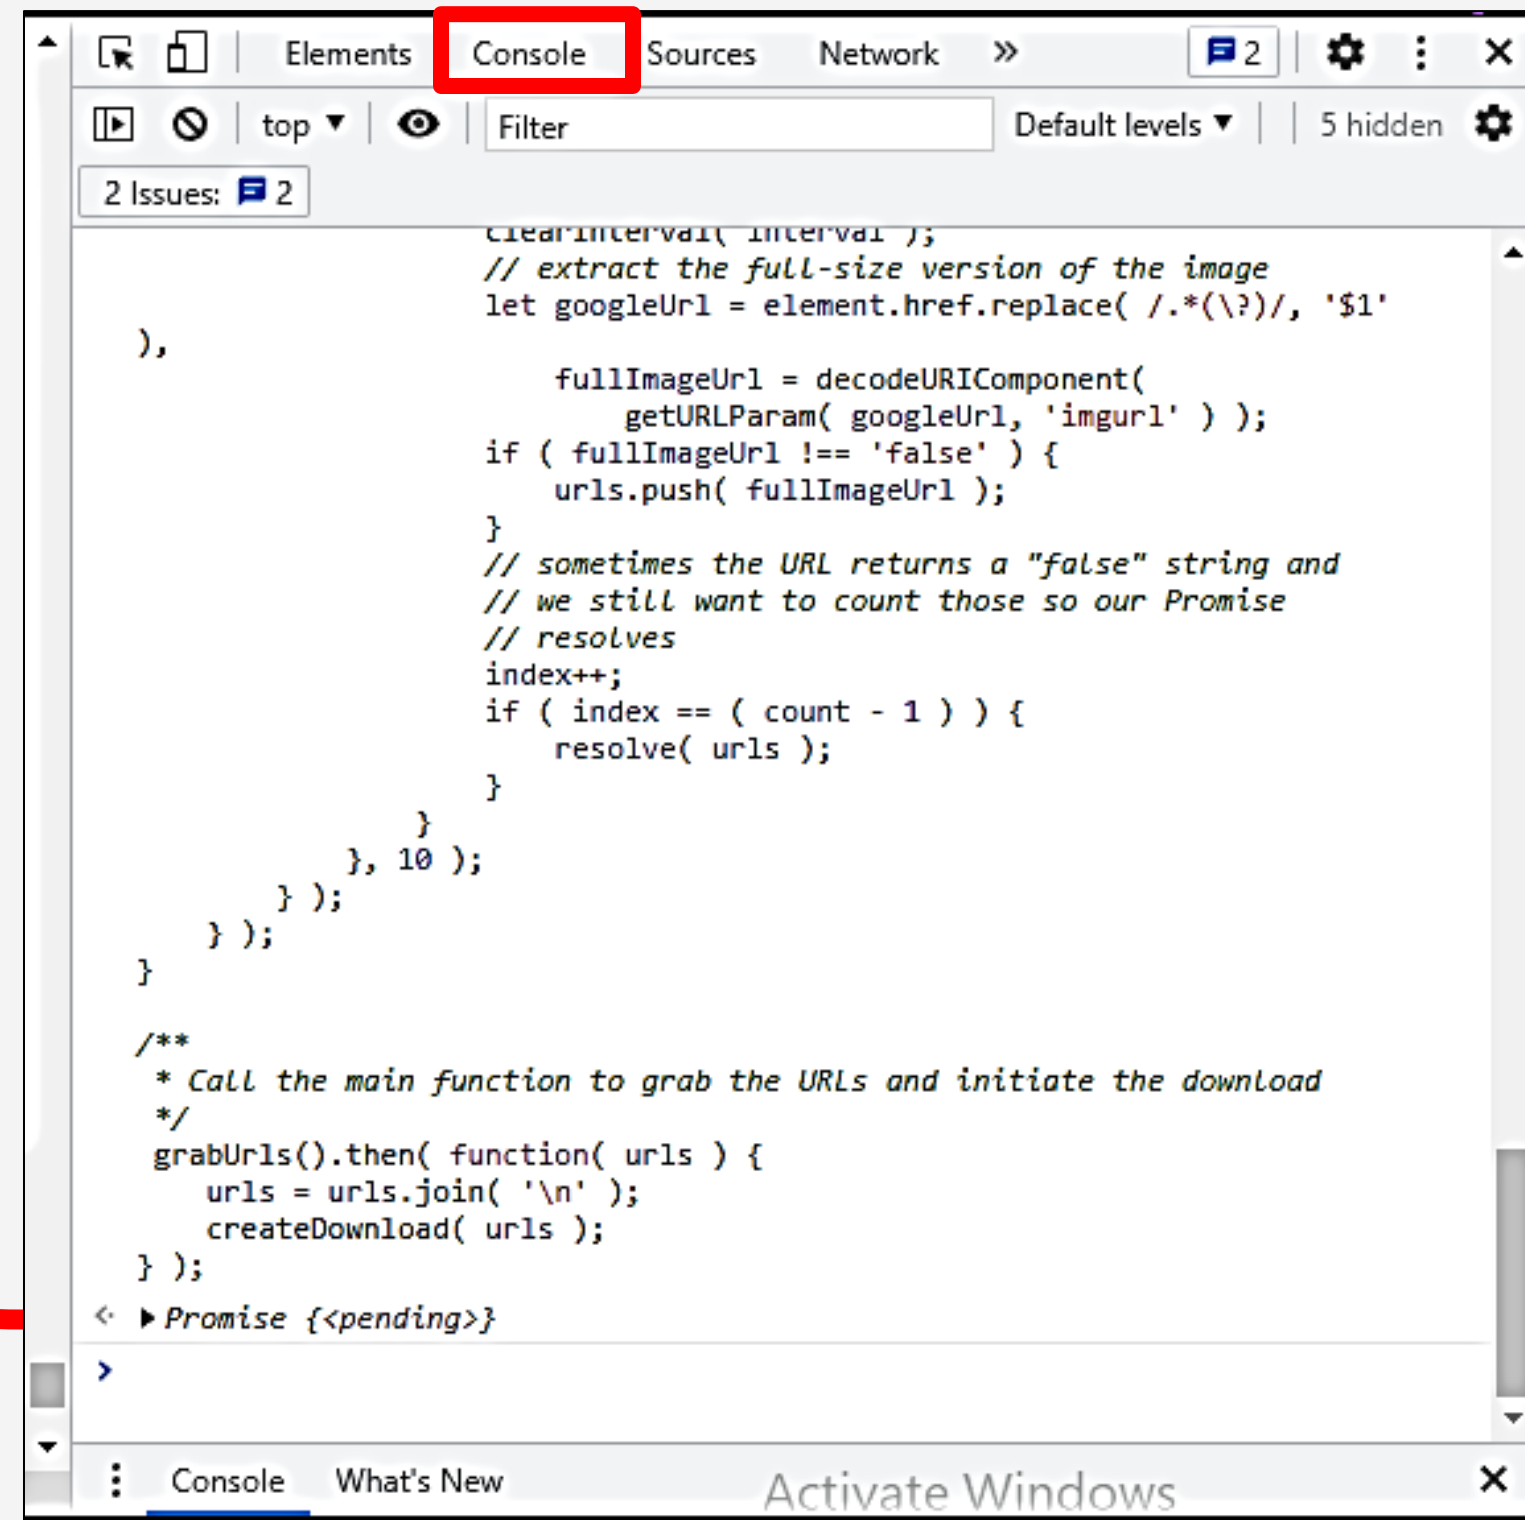 Elements Console Sources Network » 2
top ▼ Filter Default levels ▼ 5 hidden
2 Issues: 2
clearInterval( interval );
// extract the full-size version of the image
let googleUrl = element.href.replace( /.*(\?)/, '$1'
),
fullImageUrl = decodeURIComponent(
getURLParam( googleUrl, 'imgurl' ) );
if ( fullImageUrl !== 'false' ) {
urls.push( fullImageUrl );
}
// sometimes the URL returns a "false" string and
// we still want to count those so our Promise
// resolves
index++;
if ( index == ( count - 1 ) ) {
resolve( urls );
}
}
}, 10 );
} );
} );
}
/**
* Call the main function to grab the URLs and initiate the download
*/
grabUrls().then( function( urls ) {
urls = urls.join( '\n' );
createDownload( urls );
} );
Promise {<pending>}
>
Console What's New Activate Windows